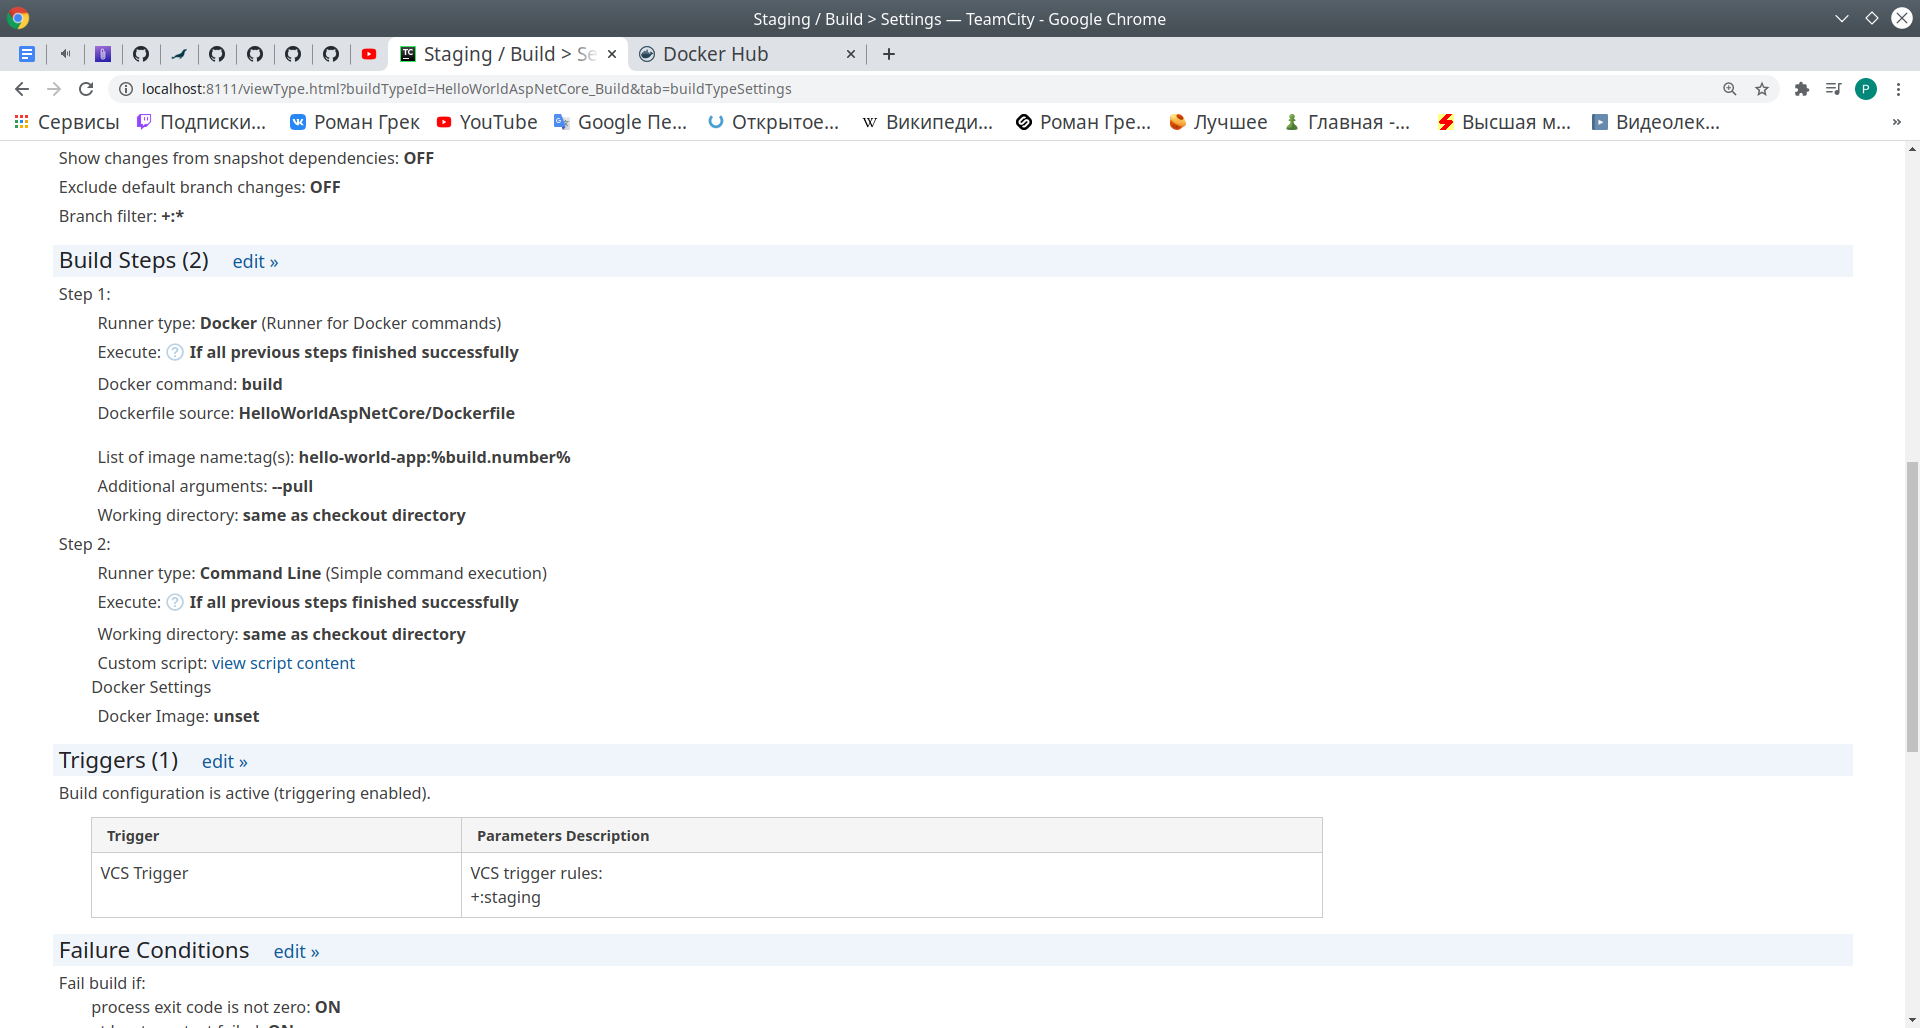 Staging / Build > Settings — TeamCity - Google Chrome
Staging / Build > Se
Docker Hub
localhost:8111/viewType.html?buildTypeId=HelloWorldAspNetCore_Build&tab=buildTypeSettings
P
Сервисы Подписки... Роман Грек YouTube Google Пе... Открытое... Википеди... Роман Гре... Лучшее Главная -... Высшая м... Видеолек... »
Show changes from snapshot dependencies: OFF
Exclude default branch changes: OFF
Branch filter: +:*
Build Steps (2) edit »
Step 1:
Runner type: Docker (Runner for Docker commands)
Execute: ? If all previous steps finished successfully
Docker command: build
Dockerfile source: HelloWorldAspNetCore/Dockerfile
List of image name:tag(s): hello-world-app:%build.number%
Additional arguments: --pull
Working directory: same as checkout directory
Step 2:
Runner type: Command Line (Simple command execution)
Execute: ? If all previous steps finished successfully
Working directory: same as checkout directory
Custom script: view script content
Docker Settings
Docker Image: unset
Triggers (1) edit »
Build configuration is active (triggering enabled).
Trigger Parameters Description
VCS Trigger VCS trigger rules:
+:staging
Failure Conditions edit »
Fail build if:
process exit code is not zero: ON